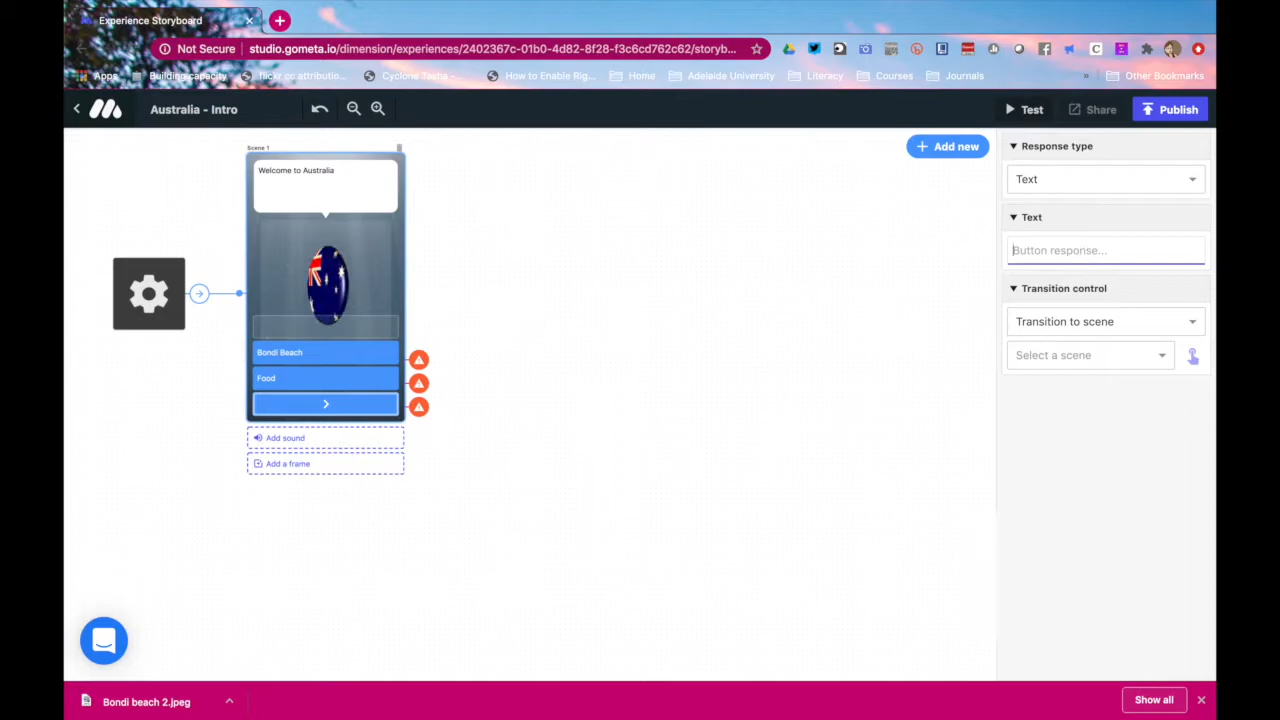 Experience Storyboard
Not Secure
studio.gometa.io/dimension/experiences/2402367c-01b0-4d82-8f28-f3c6cd762c62/storyb...
Apps
Building capacity
flickr cc attributio...
Cyclone Tacha -...
How to Enable Rig...
Home
Adelaide University
Literacy
Courses
Journals
»
Other Bookmarks
Australia - Intro
Test
Share
Publish
Scene 1
Add new
Welcome to Australia
Bondi Beach
Food
Add sound
Add a frame
Response type
Text
Text
Button response...
Transition control
Transition to scene
Select a scene
Bondi beach 2.jpeg
Show all